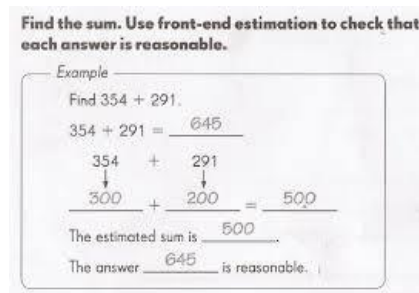 Find the sum. Use front-end estimation to check that
each answer is reasonable.
Example
Find 354 + 291.
354 + 291 = 645
354 + 291
300 + 200 = 500
The estimated sum is 500.
The answer 645 is reasonable.